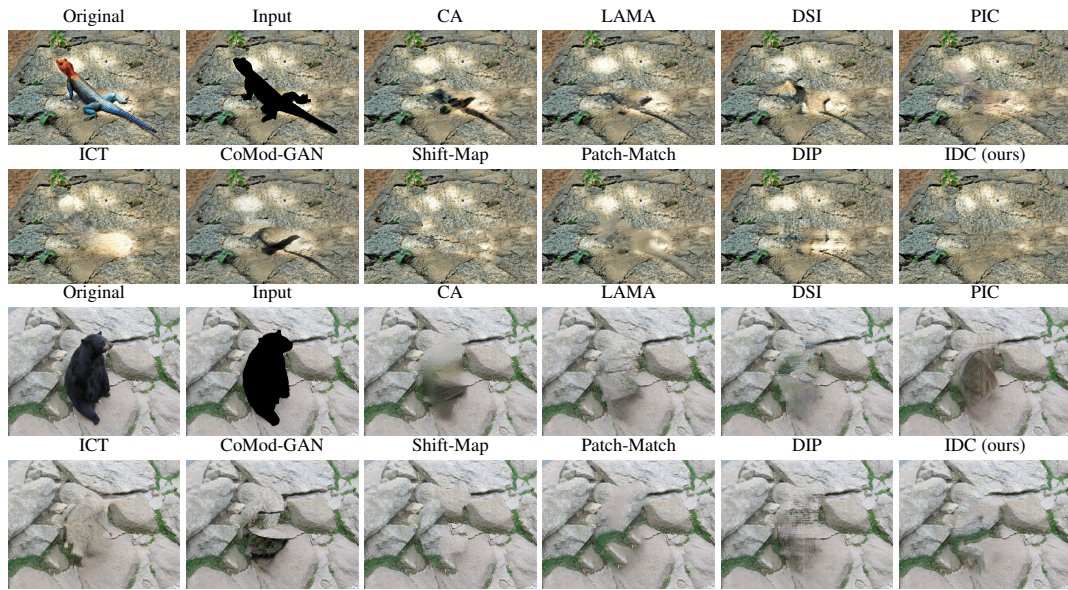 Original Input CA LAMA DSI PIC
ICT CoMod-GAN Shift-Map Patch-Match DIP IDC (ours)
Original Input CA LAMA DSI PIC
ICT CoMod-GAN Shift-Map Patch-Match DIP IDC (ours)